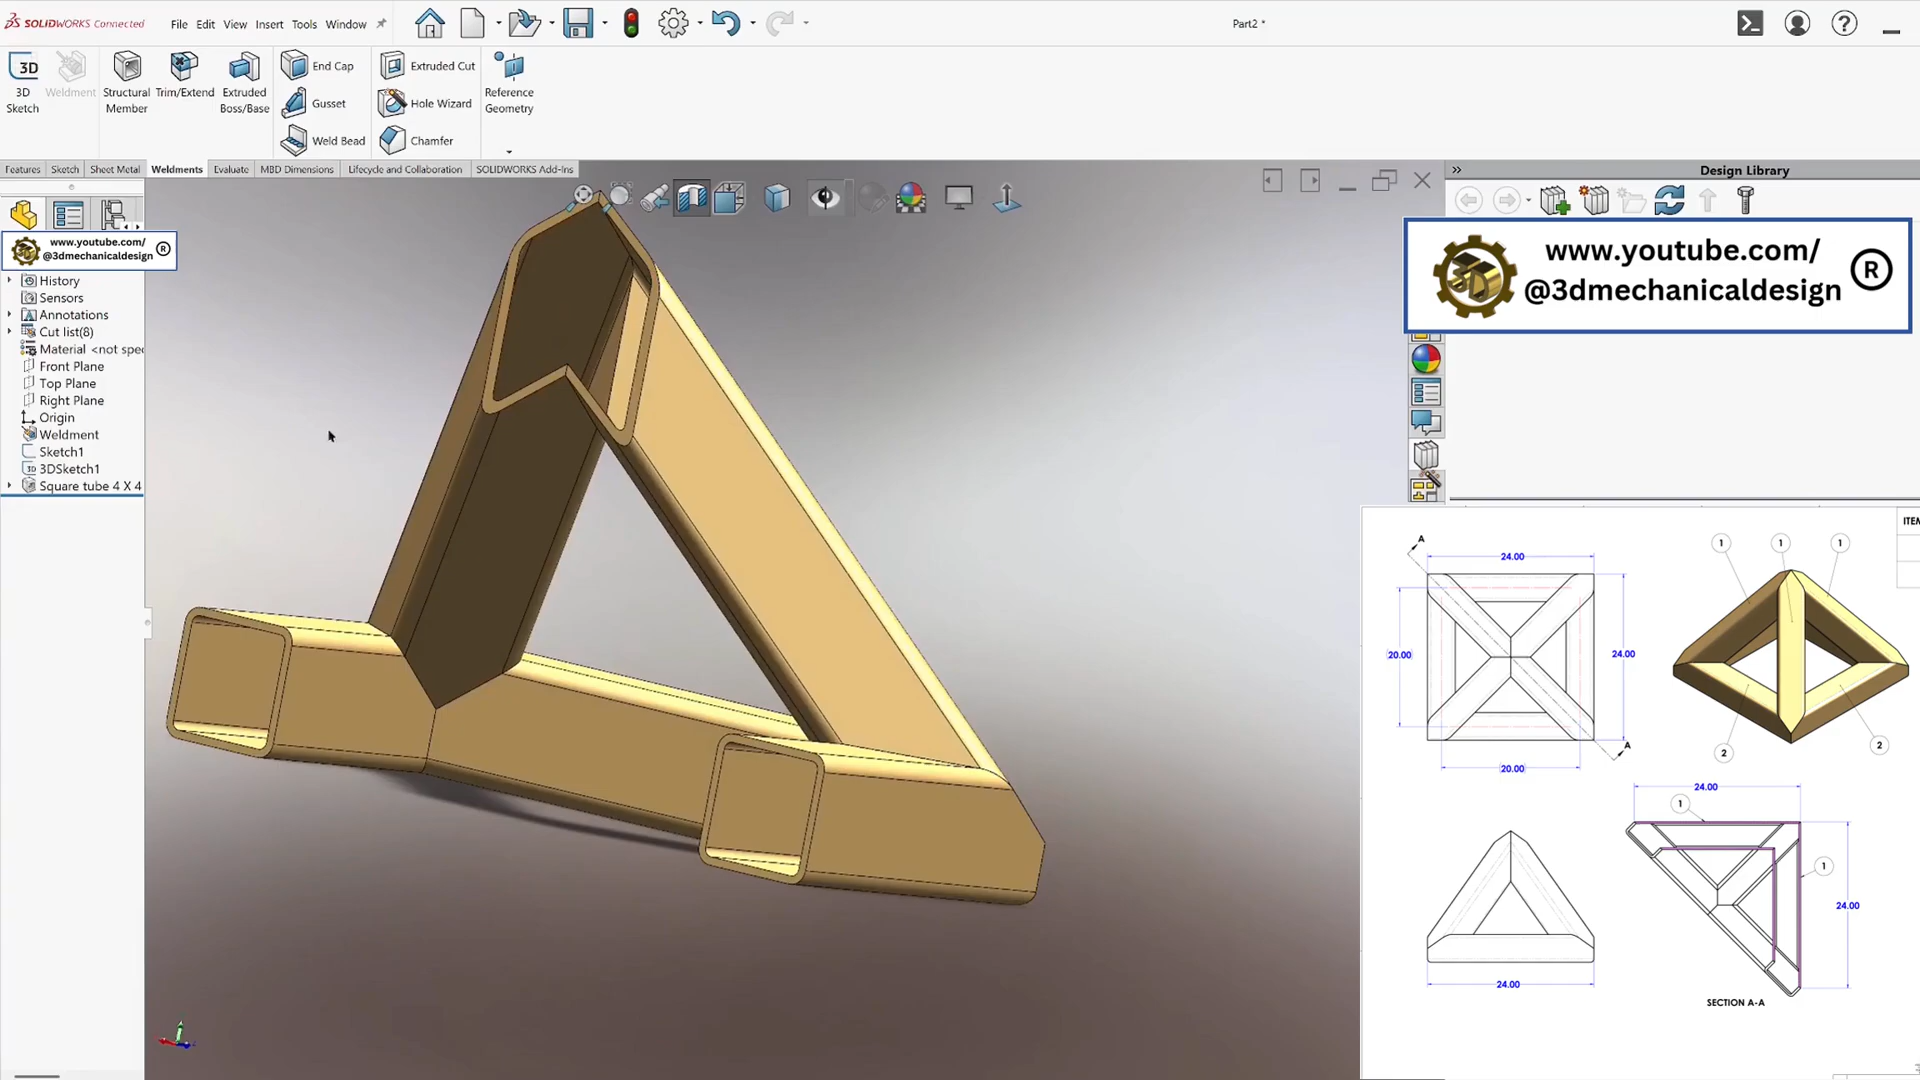 SOLIDWORKS Connected
File Edit View Insert Tools Window
Part2 *
3D Sketch
Weldment
Structural Member
Trim/Extend
Extruded Boss/Base
End Cap
Gusset
Weld Bead
Extruded Cut
Hole Wizard
Chamfer
Reference Geometry
Features Sketch Sheet Metal Weldments Evaluate MBD Dimensions Lifecycle and Collaboration SOLIDWORKS Add-Ins
Design Library
www.youtube.com/
@3dmechanicaldesign ®
www.youtube.com/
@3dmechanicaldesign ®
History
Sensors
Annotations
Cut list(8)
Material <not spec
Front Plane
Top Plane
Right Plane
Origin
Weldment
Sketch1
3DSketch1
Square tube 4 X 4
ITEM
A
24.00
1 1 1
20.00
24.00
A
20.00
2
2
24.00
1
1
24.00
24.00
SECTION A-A